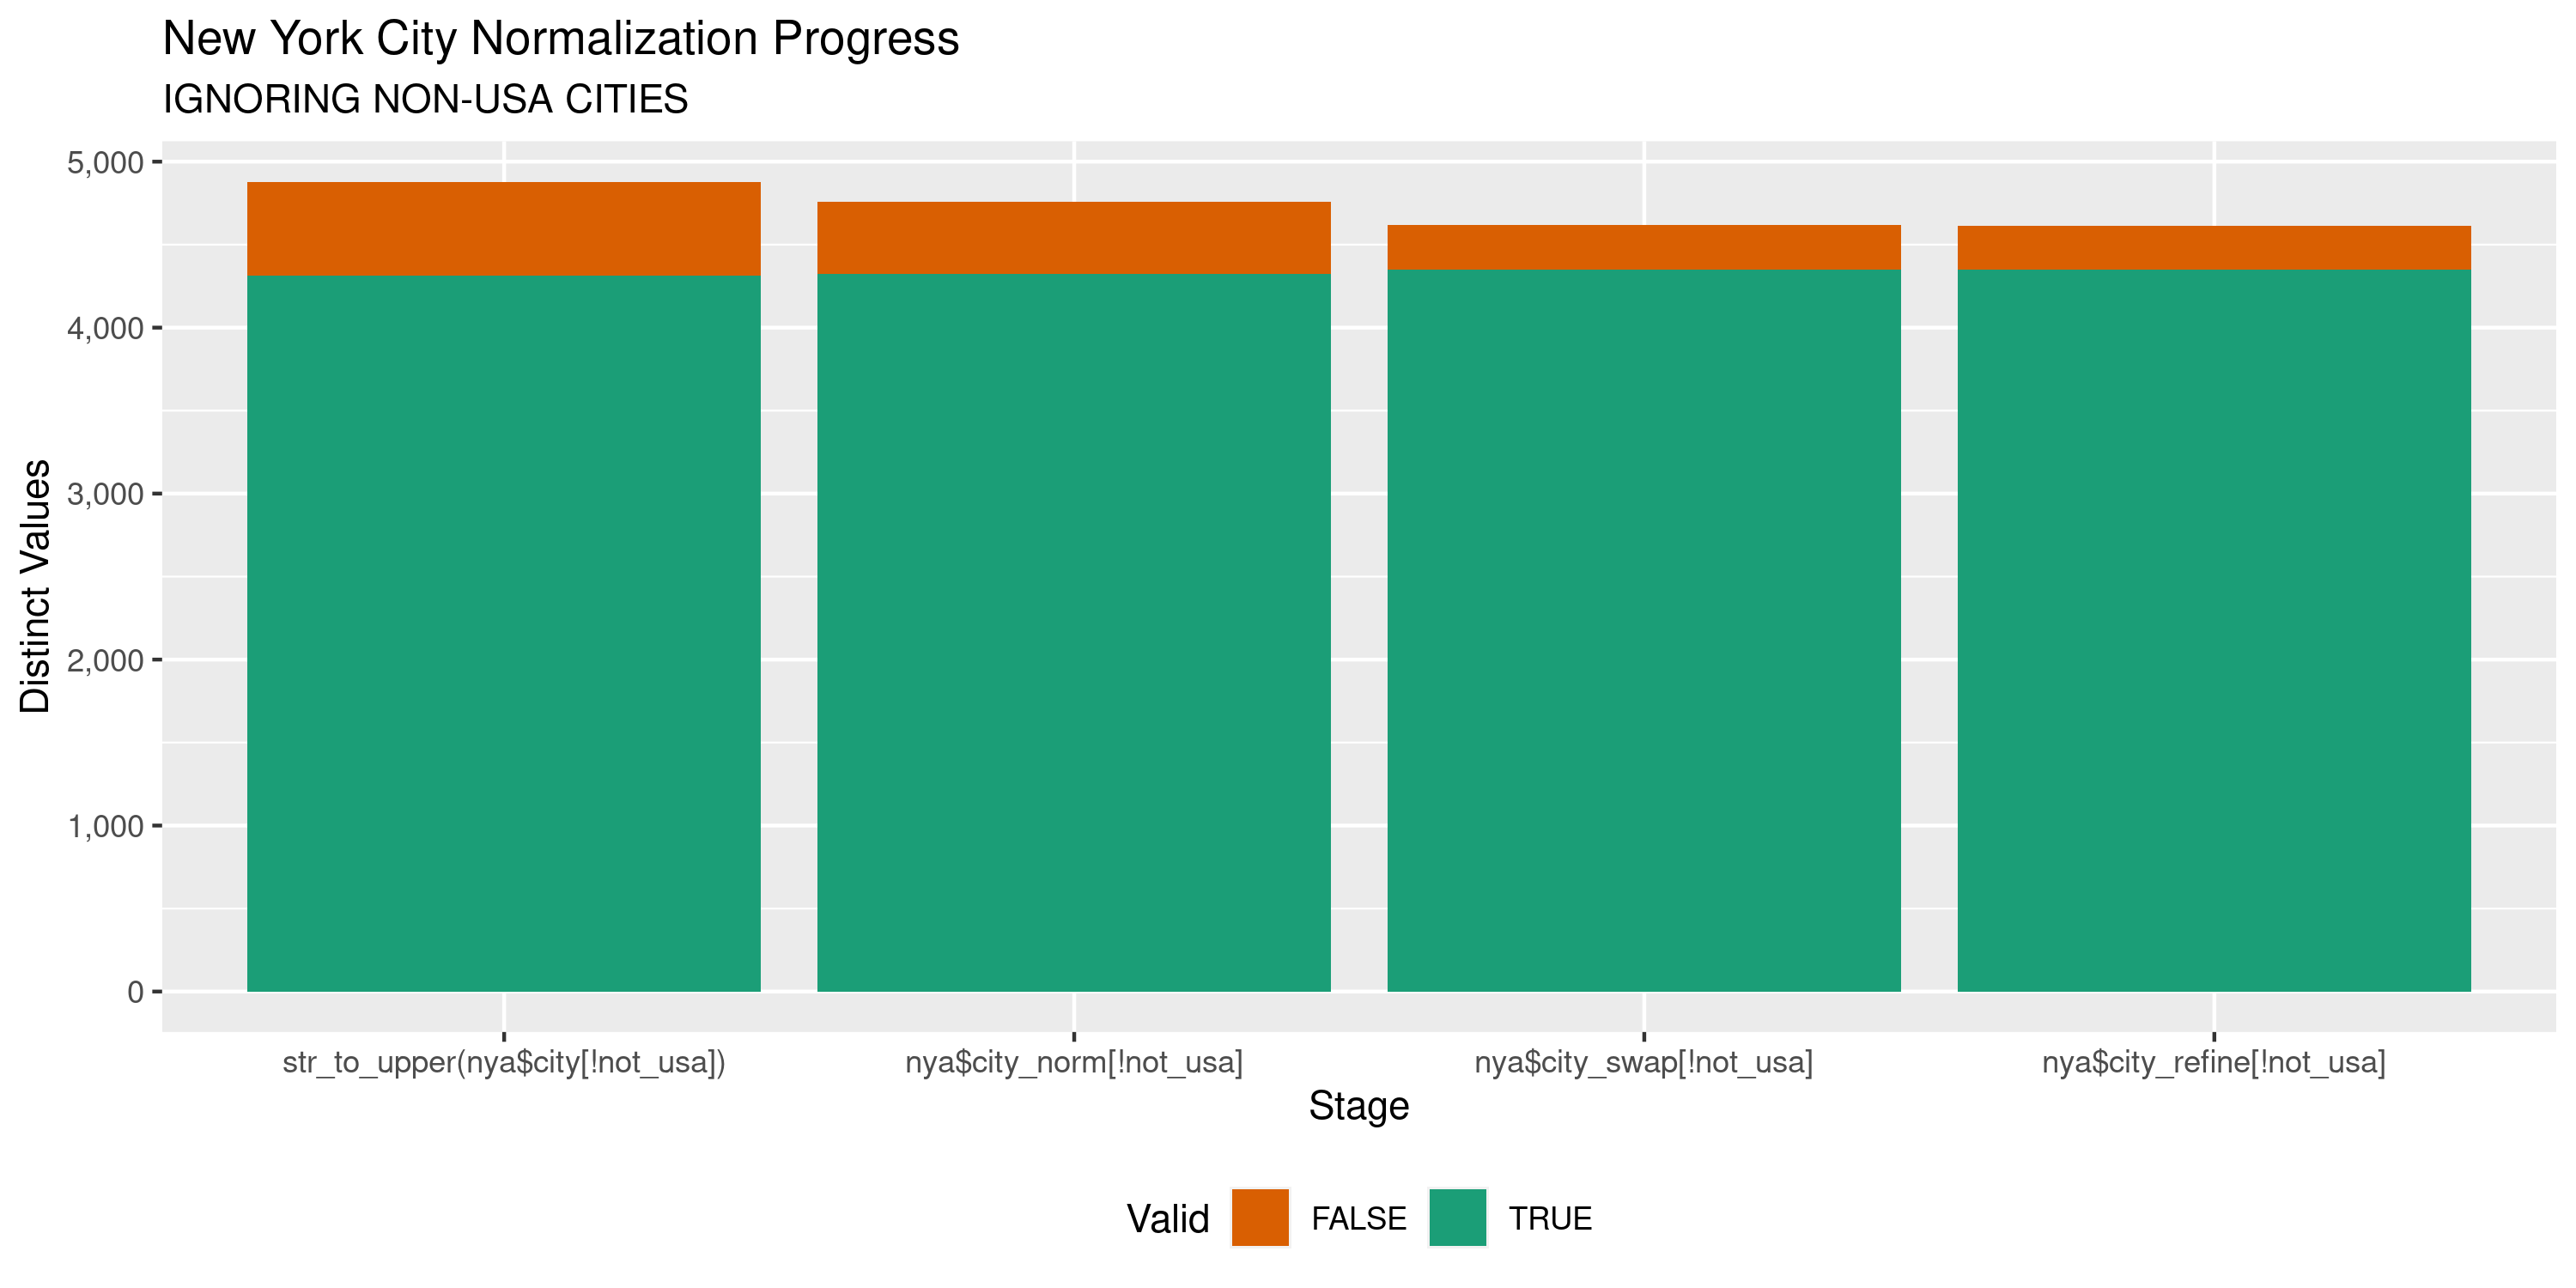 New York City Normalization Progress
IGNORING NON-USA CITIES
5,000
4,000
3,000
2,000
1,000
0
Distinct Values
str_to_upper(nya$city[!not_usa])
nya$city_norm[!not_usa]
nya$city_swap[!not_usa]
nya$city_refine[!not_usa]
Stage
Valid FALSE TRUE